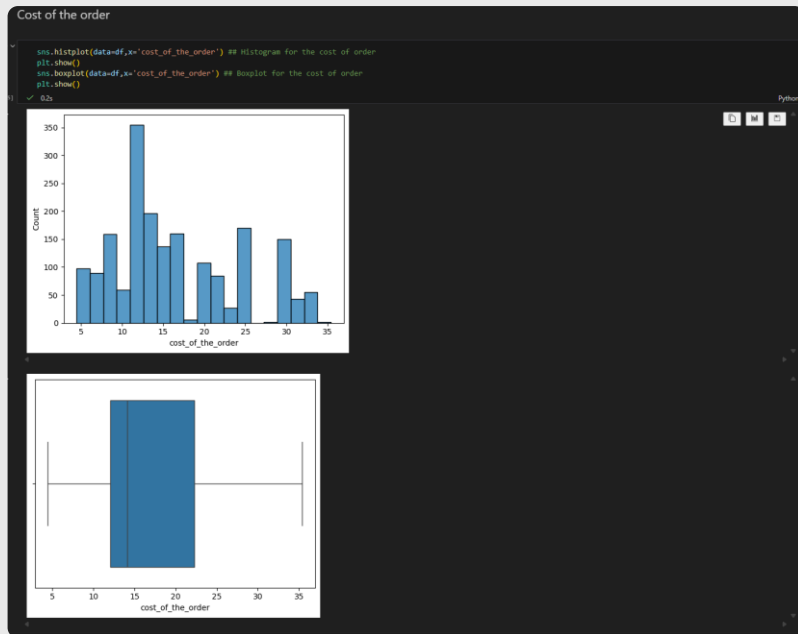 Cost of the order
sns.histplot(data=df,x='cost_of_the_order') ## Histogram for the cost of order
plt.show()
sns.boxplot(data=df,x='cost_of_the_order') ## Boxplot for the cost of order
plt.show()
✓ 0.2s
Python
350
300
250
200
150
100
50
0
Count
5 10 15 20 25 30 35
cost_of_the_order
5 10 15 20 25 30 35
cost_of_the_order